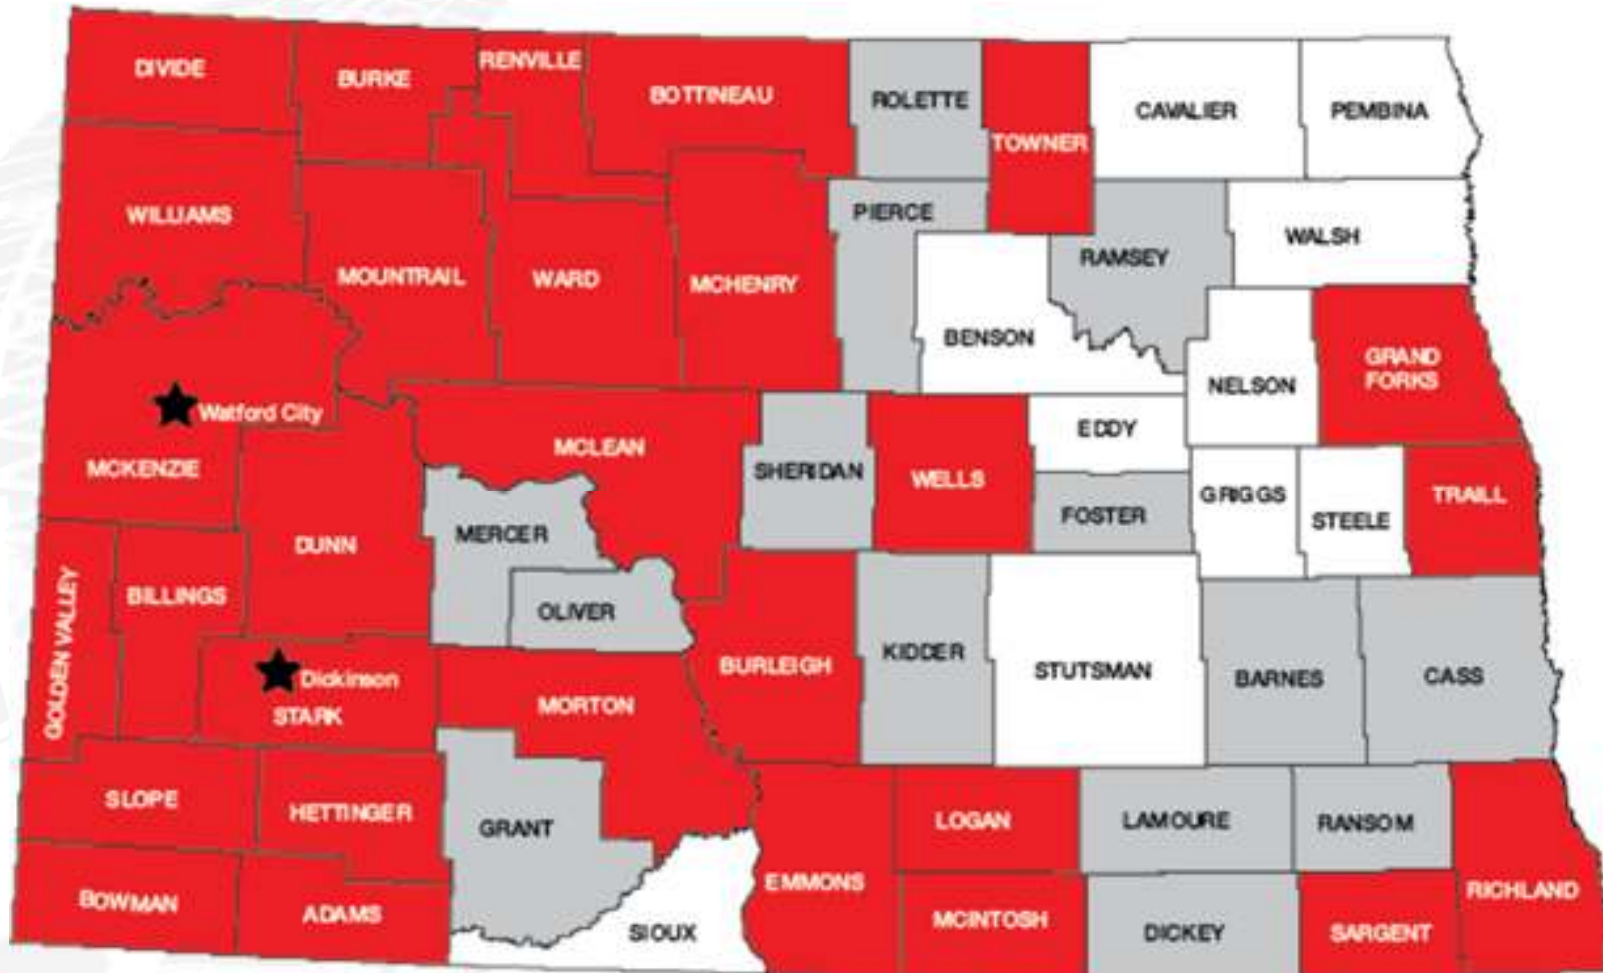 DIVIDE
BURKE
RENVILLE
BOTTINEAU
ROLETTE
TOWNER
CAVALIER
PEMBINA
WILLIAMS
MOUNTRAIL
WARD
MCHENRY
PIERCE
RAMSEY
WALSH
BENSON
NELSON
GRAND
FORKS
Watford City
MCKENZIE
DUNN
MCLEAN
SHERIDAN
WELLS
EDDY
FOSTER
GRIGGS
STEELE
TRAILL
MERCER
OLIVER
GOLDEN VALLEY
BILLINGS
Dickinson
STARK
MORTON
BURLEIGH
KIDDER
STUTSMAN
BARNES
CASS
SLOPE
HETTINGER
GRANT
BOWMAN
ADAMS
SIOUX
EMMONS
LOGAN
MCINTOSH
LAMOURE
DICKEY
RANSOM
SARGENT
RICHLAND